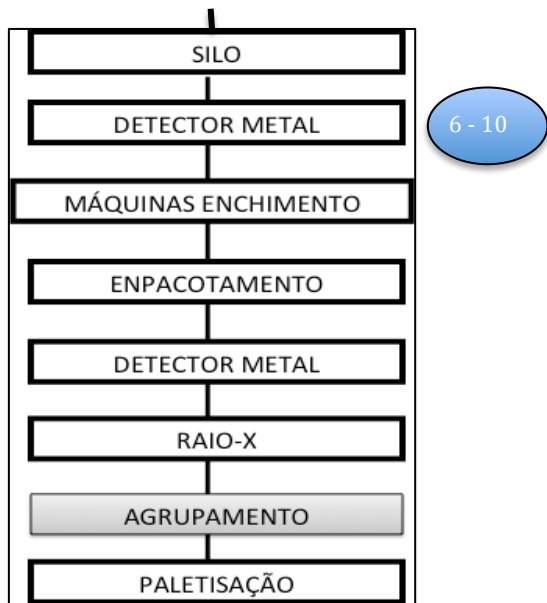 SILO
DETECTOR METAL
6 - 10
MÁQUINAS ENCHIMENTO
ENPACOTAMENTO
DETECTOR METAL
RAIO-X
AGRUPAMENTO
PALETISAÇÃO